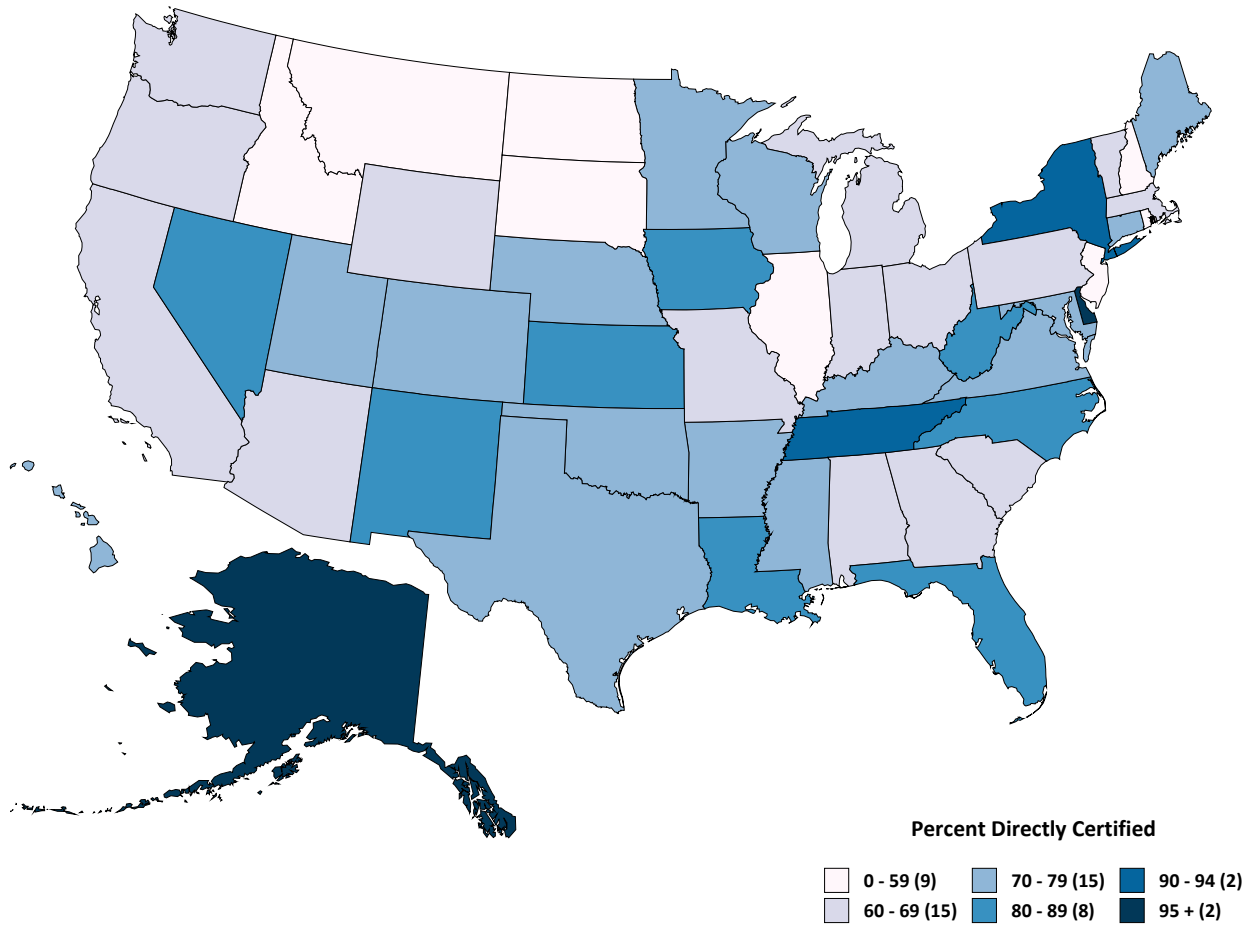 Percent Directly Certified
0 - 59 (9) 70 - 79 (15) 90 - 94 (2)
60 - 69 (15) 80 - 89 (8) 95 + (2)